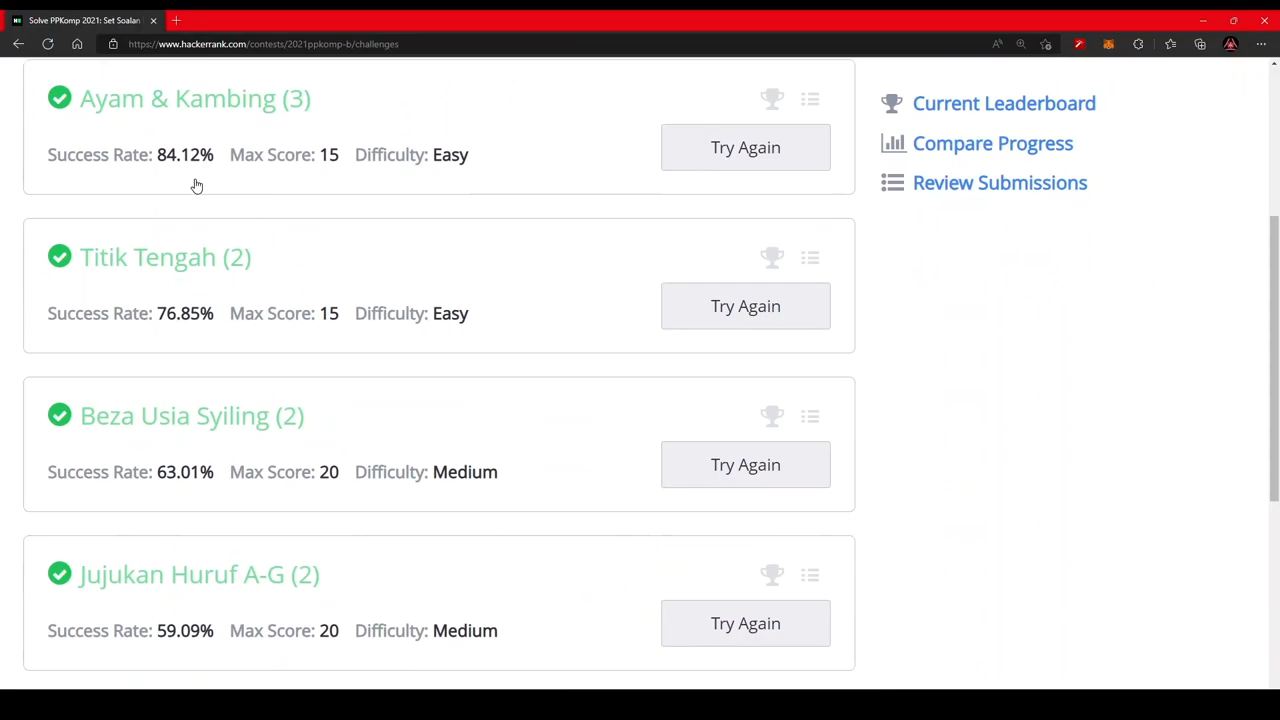 Solve PPKomp 2021: Set Soalan
https://www.hackerrank.com/contests/2021ppkomp-b/challenges
Ayam & Kambing (3)
Success Rate: 84.12% Max Score: 15 Difficulty: Easy
Try Again
Titik Tengah (2)
Success Rate: 76.85% Max Score: 15 Difficulty: Easy
Try Again
Beza Usia Syiling (2)
Success Rate: 63.01% Max Score: 20 Difficulty: Medium
Try Again
Jujukan Huruf A-G (2)
Success Rate: 59.09% Max Score: 20 Difficulty: Medium
Try Again
Current Leaderboard
Compare Progress
Review Submissions